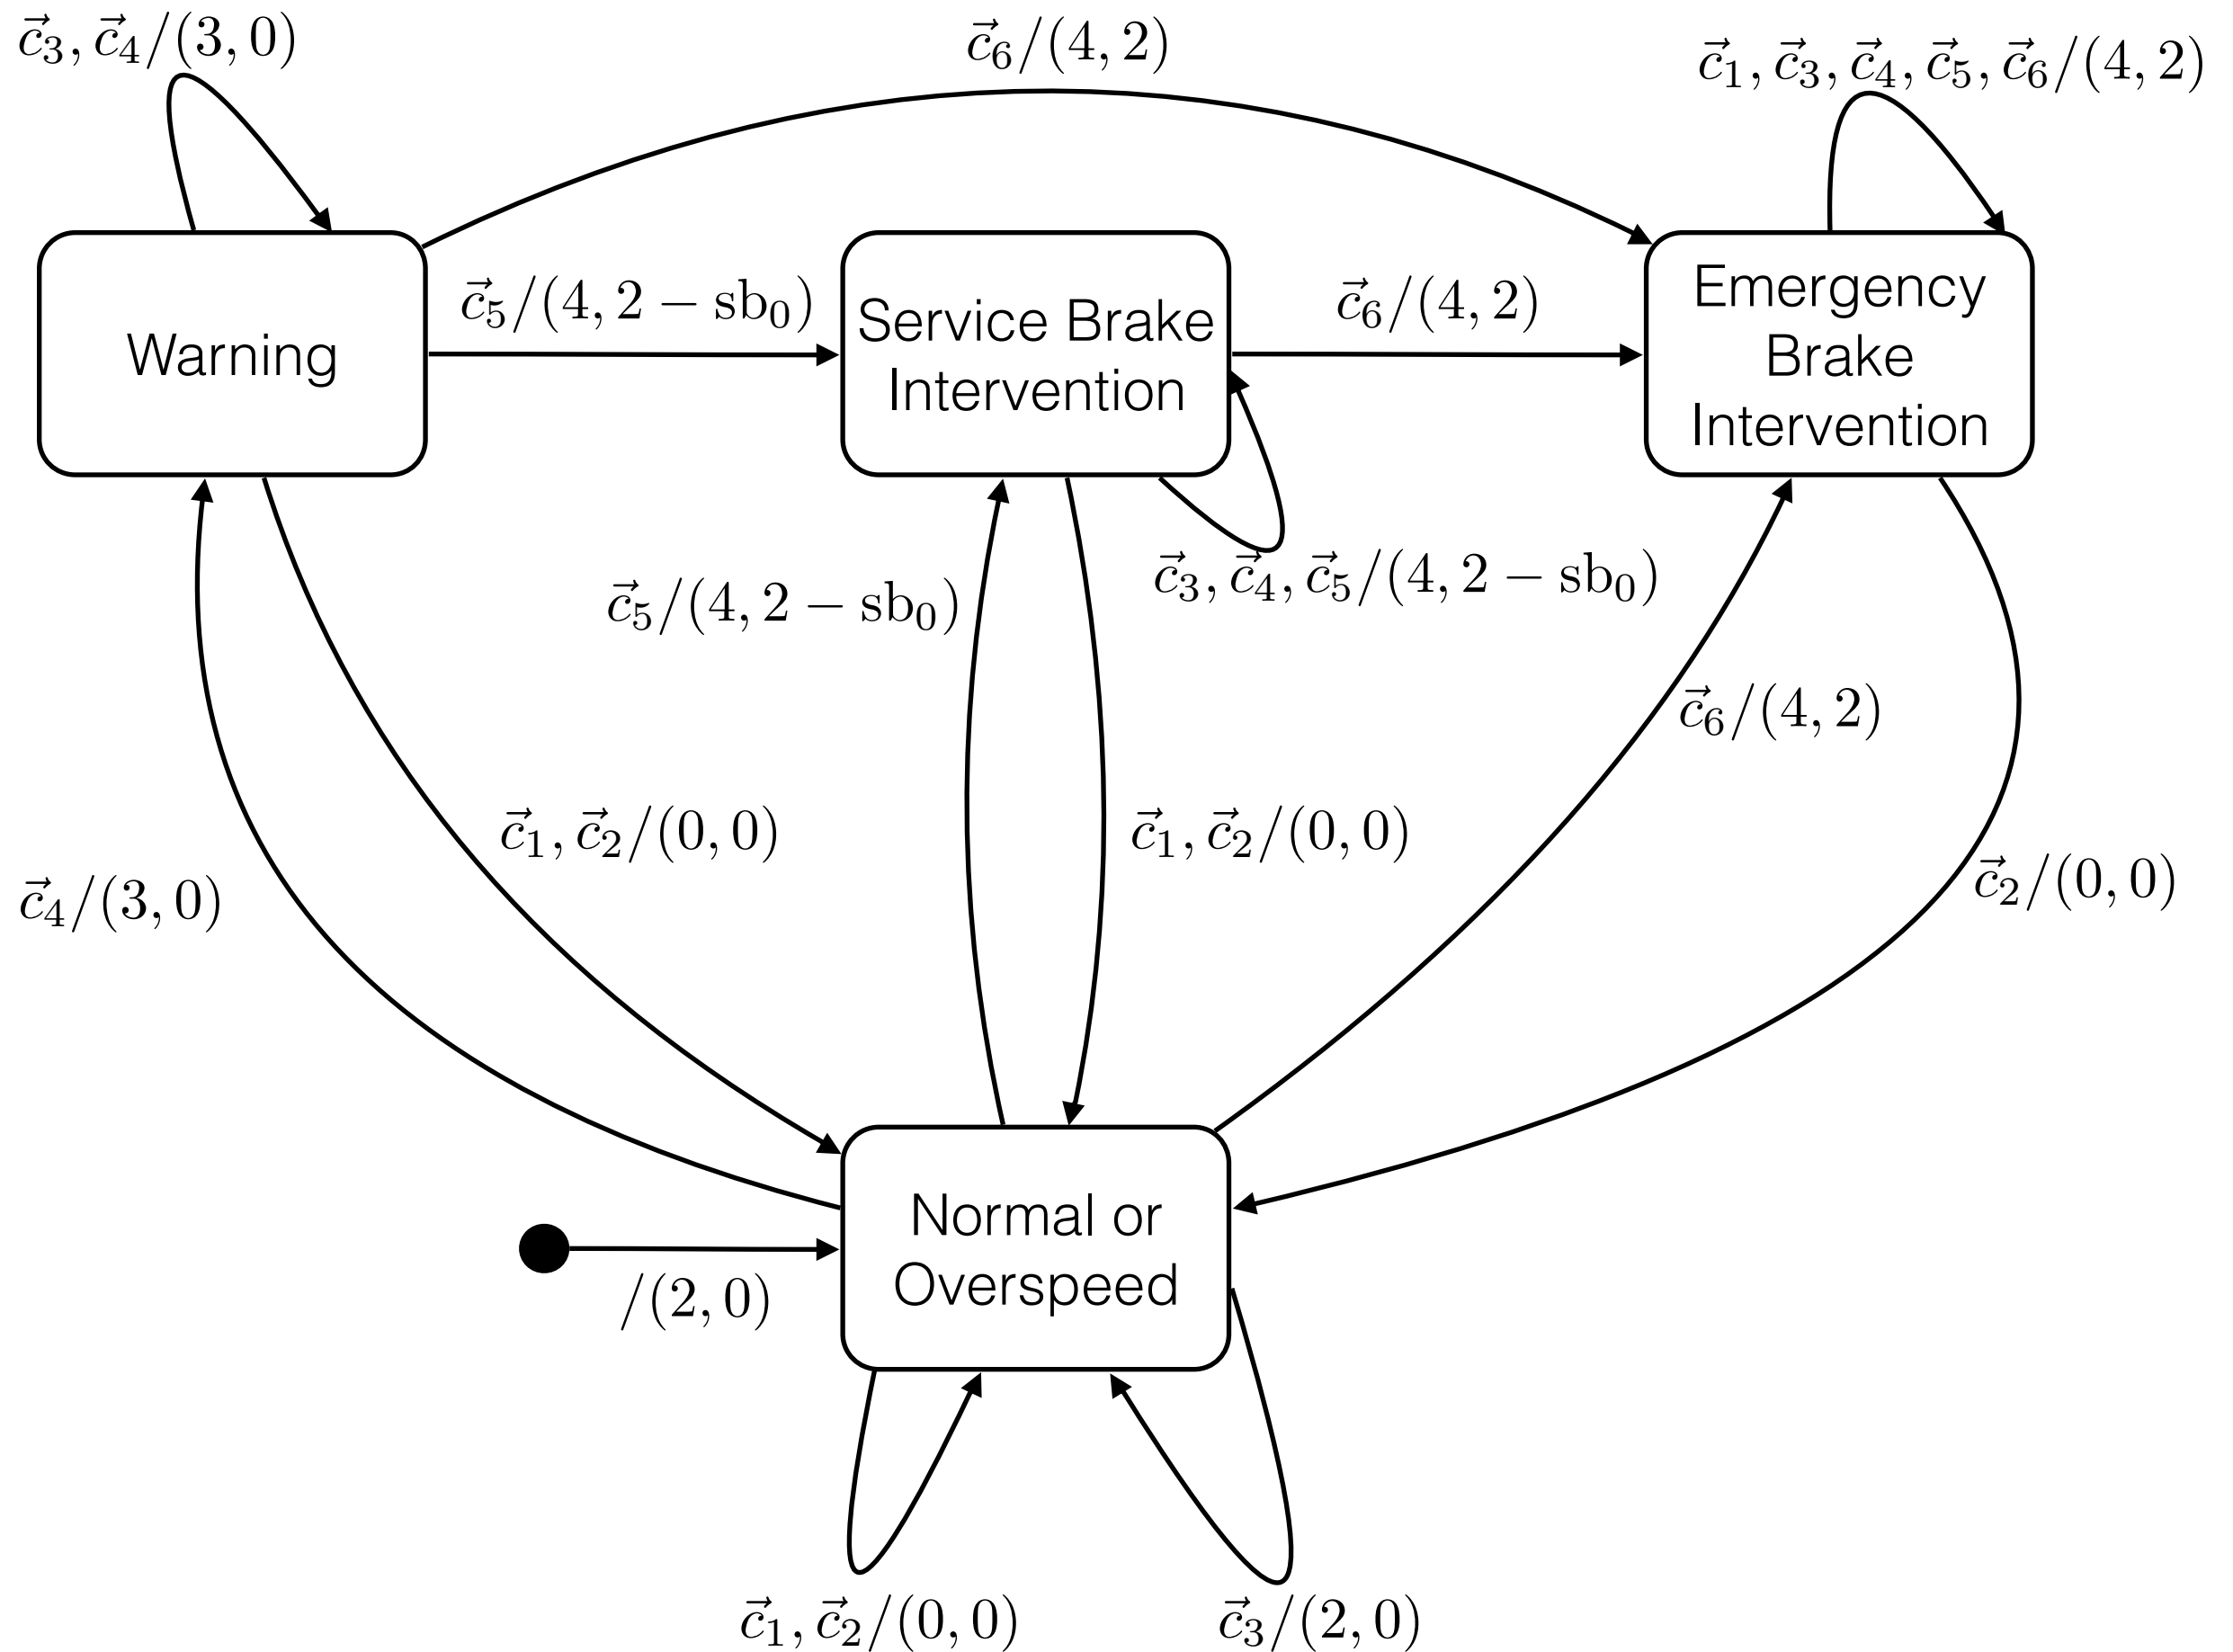 c⃗₃, c⃗₄/(3, 0)
c⃗₆/(4, 2)
c⃗₁, c⃗₃, c⃗₄, c⃗₅, c⃗₆/(4, 2)
Warning
c⃗₅/(4, 2 − sb₀)
Service Brake
Intervention
c⃗₆/(4, 2)
Emergency
Brake
Intervention
c⃗₅/(4, 2 − sb₀)
c⃗₃, c⃗₄, c⃗₅/(4, 2 − sb₀)
c⃗₆/(4, 2)
c⃗₁, c⃗₂/(0, 0)
c⃗₁, c⃗₂/(0, 0)
c⃗₄/(3, 0)
c⃗₂/(0, 0)
Normal or
Overspeed
/(2, 0)
c⃗₁, c⃗₂/(0, 0)
c⃗₃/(2, 0)